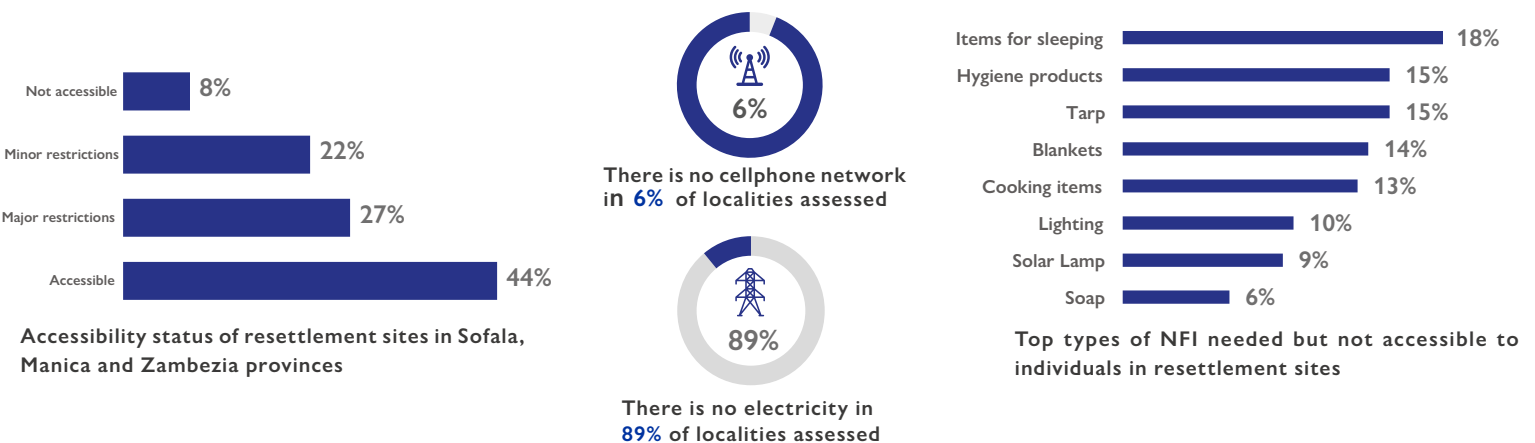 Not accessible
8%
Minor restrictions
22%
Major restrictions
27%
Accessible
44%
Accessibility status of resettlement sites in Sofala,
Manica and Zambezia provinces
6%
There is no cellphone network
in 6% of localities assessed
89%
There is no electricity in
89% of localities assessed
Items for sleeping
18%
Hygiene products
15%
Tarp
15%
Blankets
14%
Cooking items
13%
Lighting
10%
Solar Lamp
9%
Soap
6%
Top types of NFI needed but not accessible to
individuals in resettlement sites